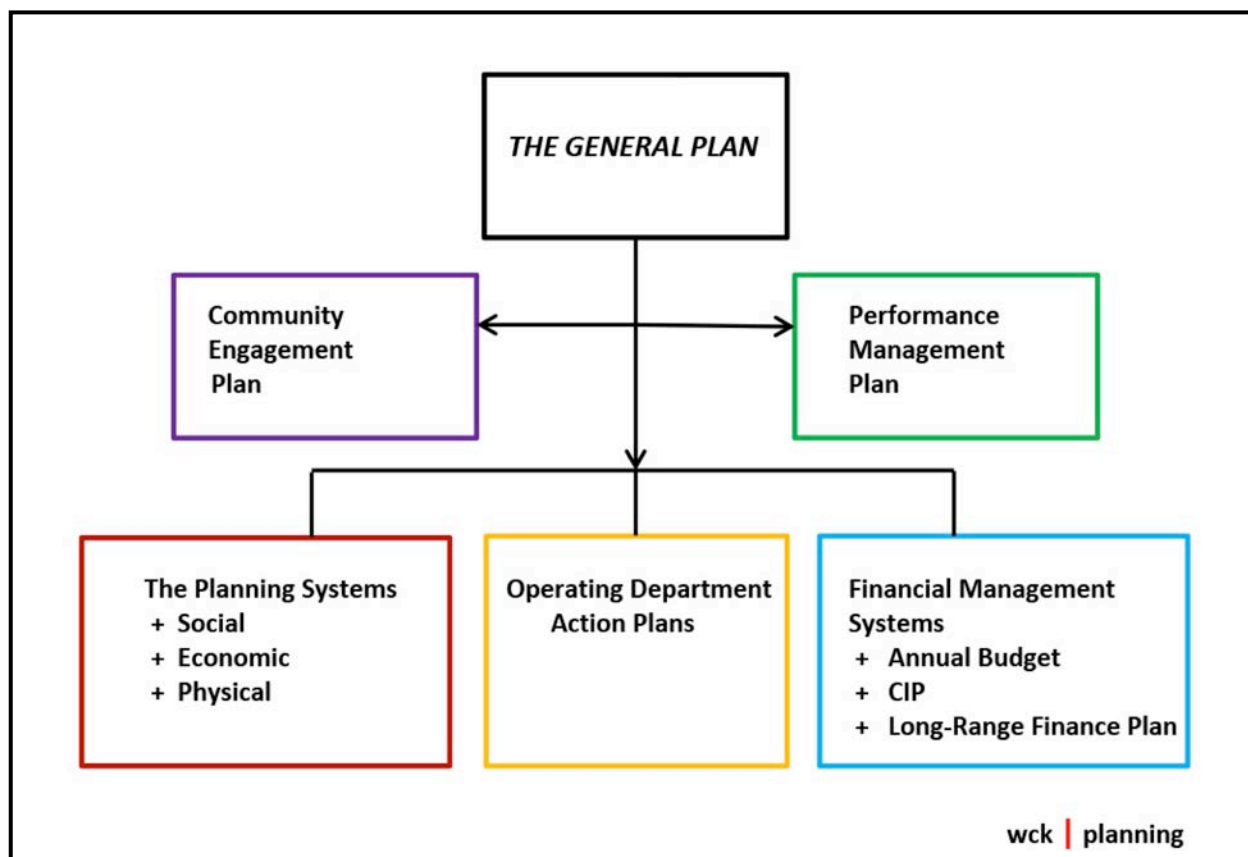 THE GENERAL PLAN
Community
Engagement
Plan
Performance
Management
Plan
The Planning Systems
+ Social
+ Economic
+ Physical
Operating Department
Action Plans
Financial Management
Systems
+ Annual Budget
+ CIP
+ Long-Range Finance Plan
wck | planning